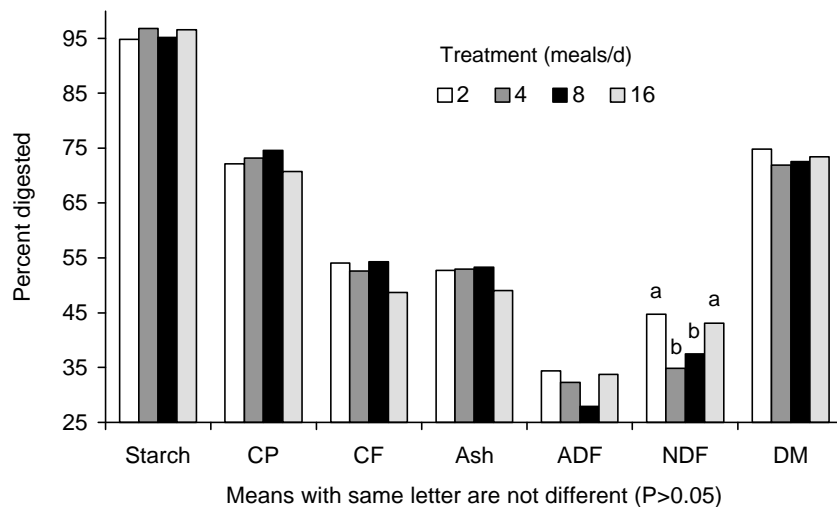 95
85
75
65
55
45
35
25
Percent digested
Treatment (meals/d)
2 4 8 16
a
b
b
a
Starch CP CF Ash ADF NDF DM
Means with same letter are not different (P>0.05)